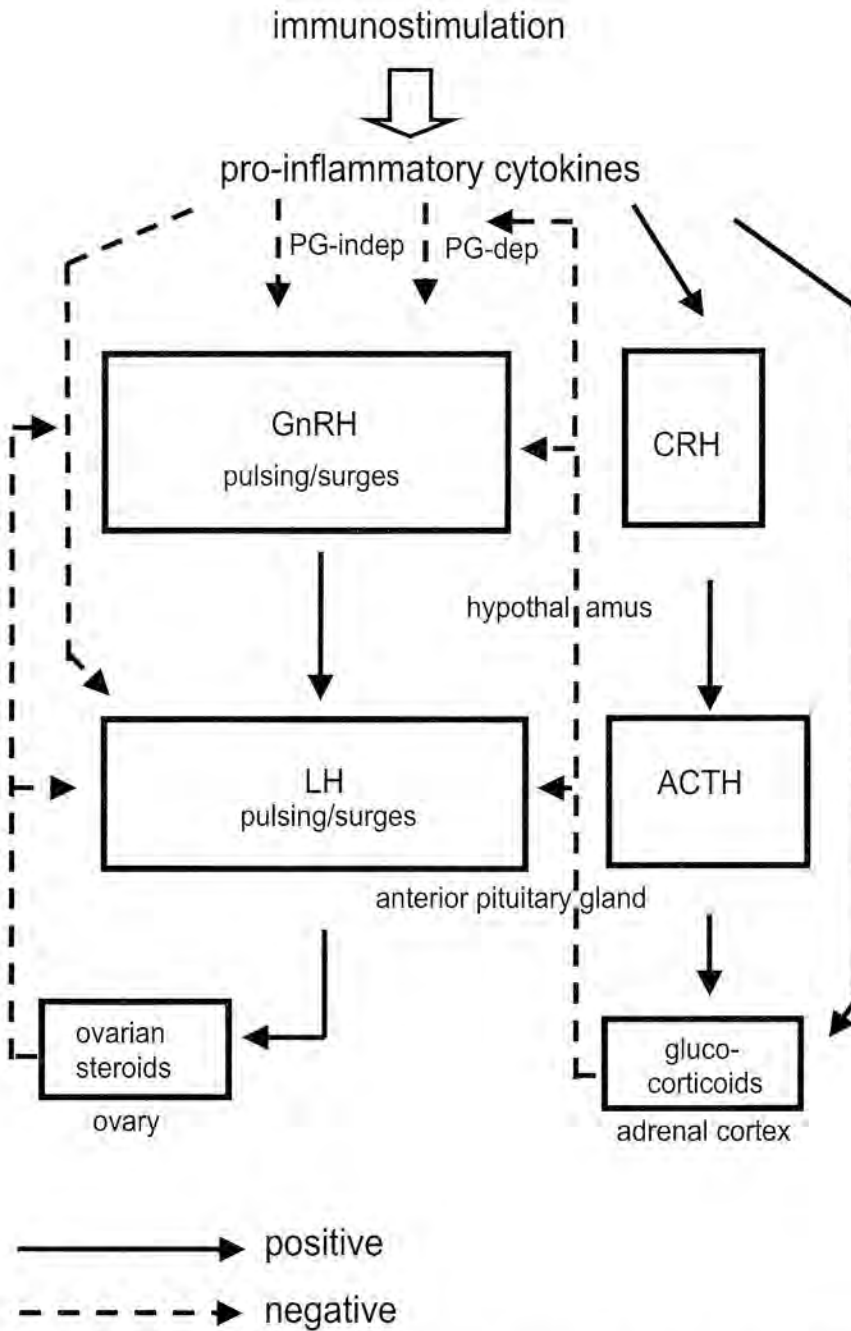 immunostimulation
pro-inflammatory cytokines
PG-indep
PG-dep
GnRH
pulsing/surges
CRH
hypothal amus
LH
pulsing/surges
ACTH
anterior pituitary gland
ovarian
steroids
ovary
gluco-
corticoids
adrenal cortex
positive
negative